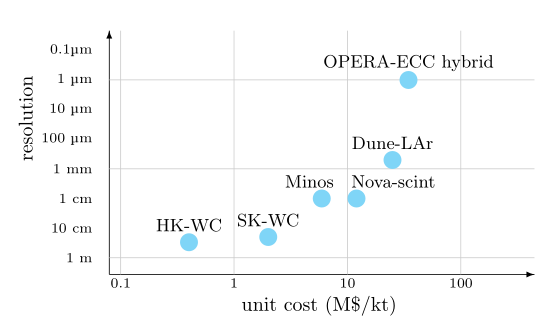 0.1µm
OPERA-ECC hybrid
1 µm
10 µm
100 µm
Dune-LAr
1 mm
Minos
Nova-scint
1 cm
HK-WC
SK-WC
10 cm
1 m
resolution
0.1
1
10
100
unit cost (M$/kt)